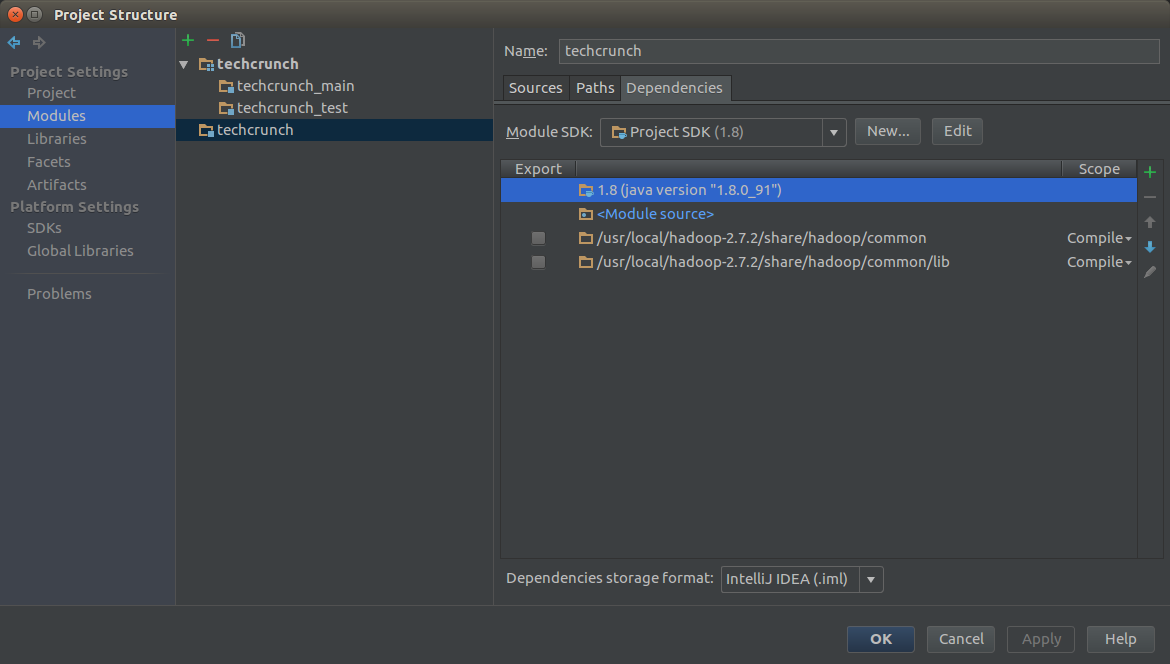 Project Structure
Project Settings
Project
Modules
Libraries
Facets
Artifacts
Platform Settings
SDKs
Global Libraries
Problems
techcrunch
techcrunch_main
techcrunch_test
techcrunch
Name: techcrunch
Sources Paths Dependencies
Module SDK: Project SDK (1.8) New... Edit
Export Scope
1.8 (java version "1.8.0_91")
<Module source>
/usr/local/hadoop-2.7.2/share/hadoop/common Compile
/usr/local/hadoop-2.7.2/share/hadoop/common/lib Compile
Dependencies storage format: IntelliJ IDEA (.iml)
OK Cancel Apply Help